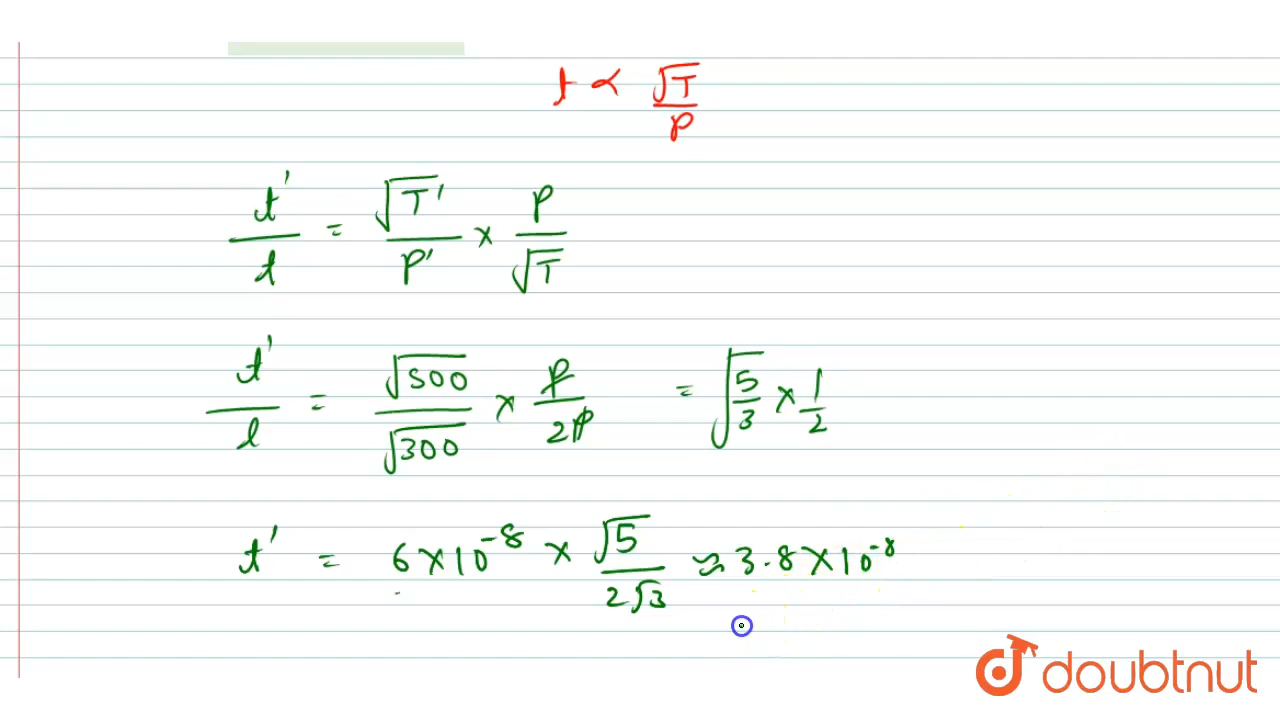 t ∝ √T / P
t' / t = √T' / P' × P / √T
t' / t = √500 / √300 × P / 2P = √5/3 × 1/2
t' = 6 × 10⁻⁸ × √5 / 2√3 ≈ 3.8 × 10⁻⁸
doubtnut